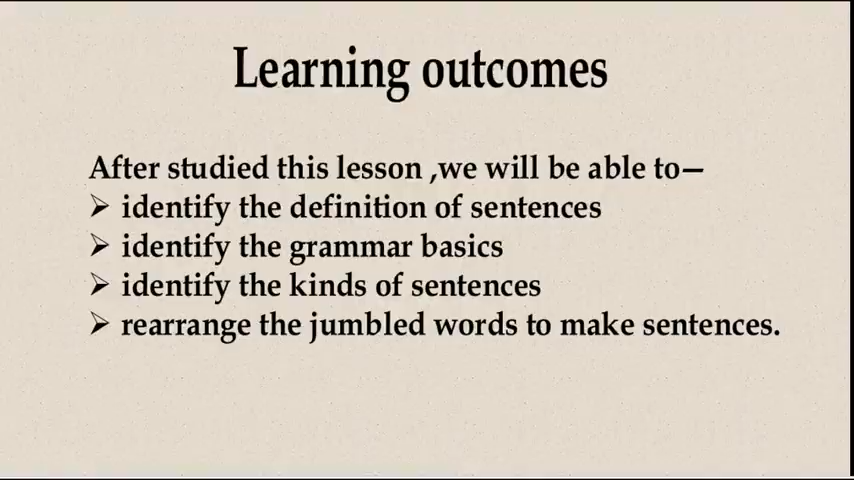 Learning outcomes
After studied this lesson ,we will be able to—
➢ identify the definition of sentences
➢ identify the grammar basics
➢ identify the kinds of sentences
➢ rearrange the jumbled words to make sentences.